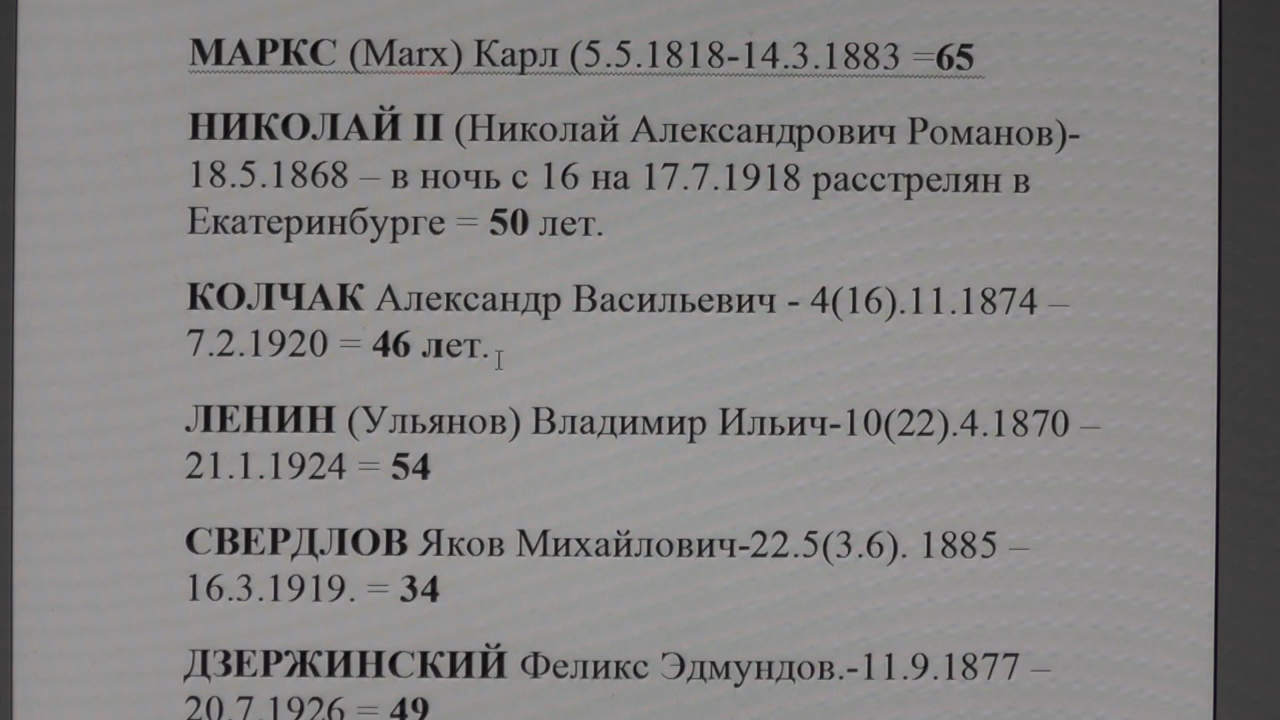 МАРКС (Marx) Карл (5.5.1818-14.3.1883 =65
НИКОЛАЙ II (Николай Александрович Романов)-
18.5.1868 – в ночь с 16 на 17.7.1918 расстрелян в
Екатеринбурге = 50 лет.
КОЛЧАК Александр Васильевич - 4(16).11.1874 –
7.2.1920 = 46 лет.
ЛЕНИН (Ульянов) Владимир Ильич-10(22).4.1870 –
21.1.1924 = 54
СВЕРДЛОВ Яков Михайлович-22.5(3.6). 1885 –
16.3.1919. = 34
ДЗЕРЖИНСКИЙ Феликс Эдмундов.-11.9.1877 –
20.7.1926 = 49